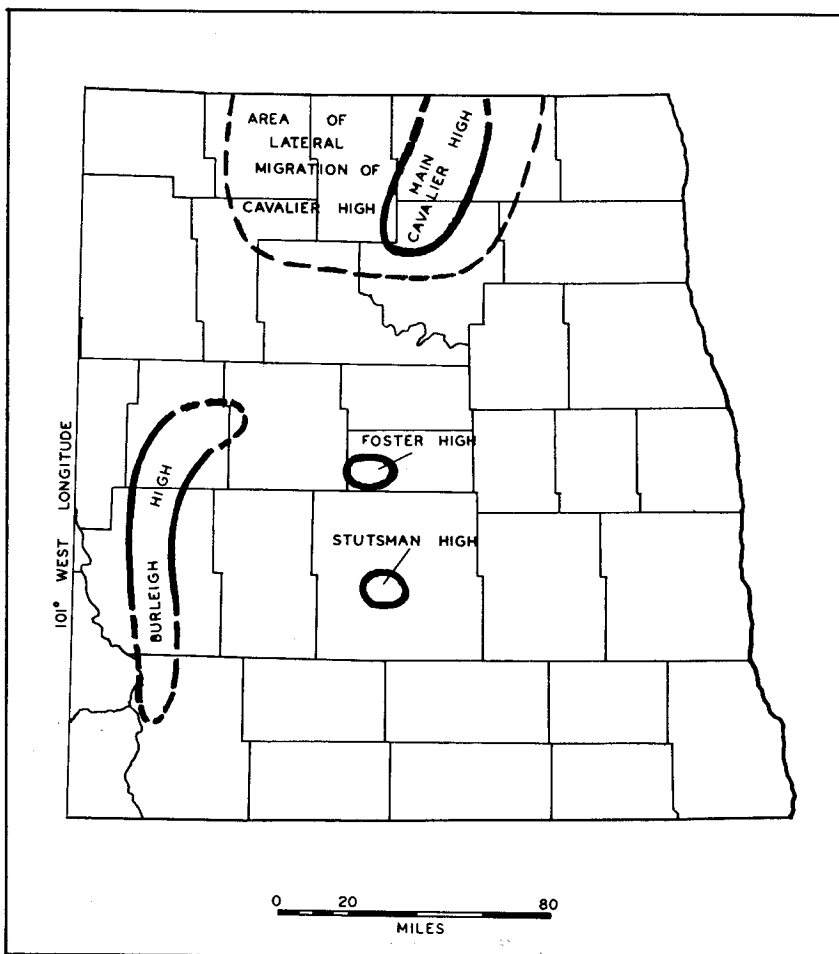 AREA OF
LATERAL
MIGRATION OF
CAVALIER HIGH
MAIN HIGH
CAVALIER
FOSTER HIGH
STUTSMAN HIGH
BURLEIGH HIGH
101° WEST LONGITUDE
0 20 80
MILES